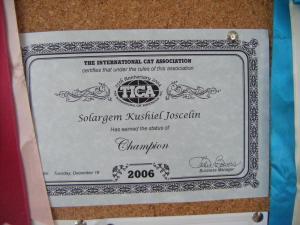 THE INTERNATIONAL CAT ASSOCIATION
certifies that under the rules of this association
TICA
Solargem Kushiel Joscelin
Has earned the status of
Champion
Tuesday, December 19
2006
Business Manager